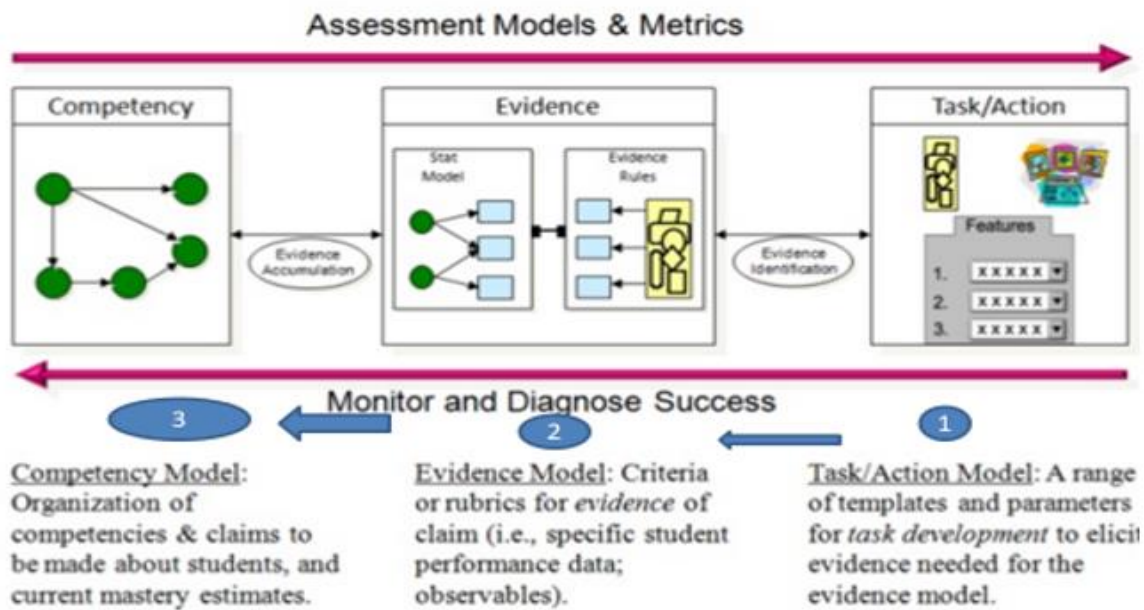 Assessment Models & Metrics
Competency
Evidence
Task/Action
Stat
Model
Evidence
Rules
Evidence
Accumulation
Evidence
Identification
Features
1. X X X X X
2. X X X X X
3. X X X X X
Monitor and Diagnose Success
3
2
1
Competency Model:
Organization of
competencies & claims to
be made about students, and
current mastery estimates.
Evidence Model: Criteria
or rubrics for evidence of
claim (i.e., specific student
performance data;
observables).
Task/Action Model: A range
of templates and parameters
for task development to elicit
evidence needed for the
evidence model.